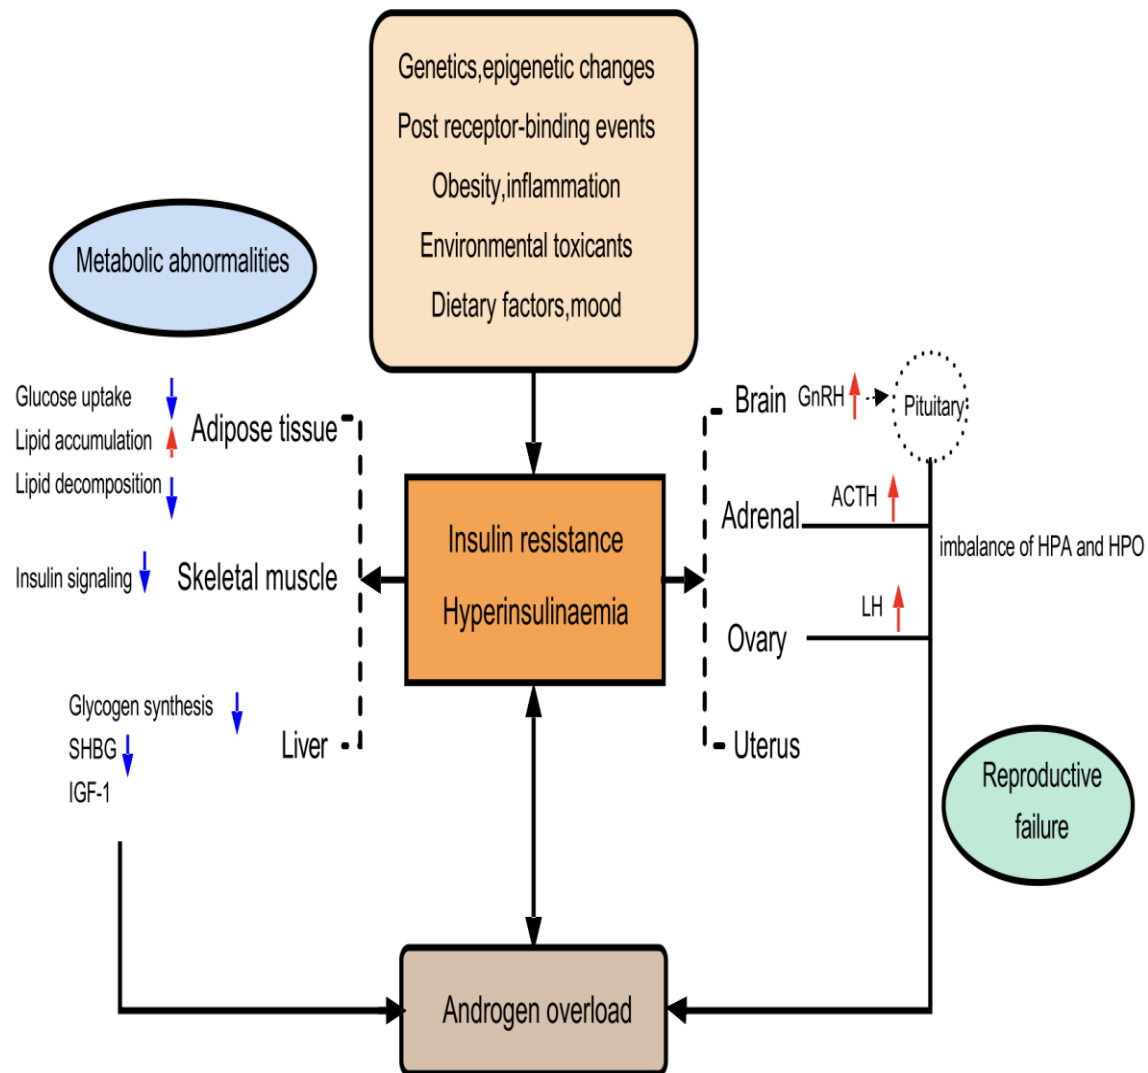 Genetics,epigenetic changes
Post receptor-binding events
Obesity,inflammation
Environmental toxicants
Dietary factors,mood
Metabolic abnormalities
Glucose uptake
Lipid accumulation
Lipid decomposition
Adipose tissue
Insulin signaling
Skeletal muscle
Glycogen synthesis
SHBG
IGF-1
Liver
Insulin resistance
Hyperinsulinaemia
Brain
GnRH
Pituitary
Adrenal
ACTH
imbalance of HPA and HPO
Ovary
LH
Uterus
Reproductive
failure
Androgen overload